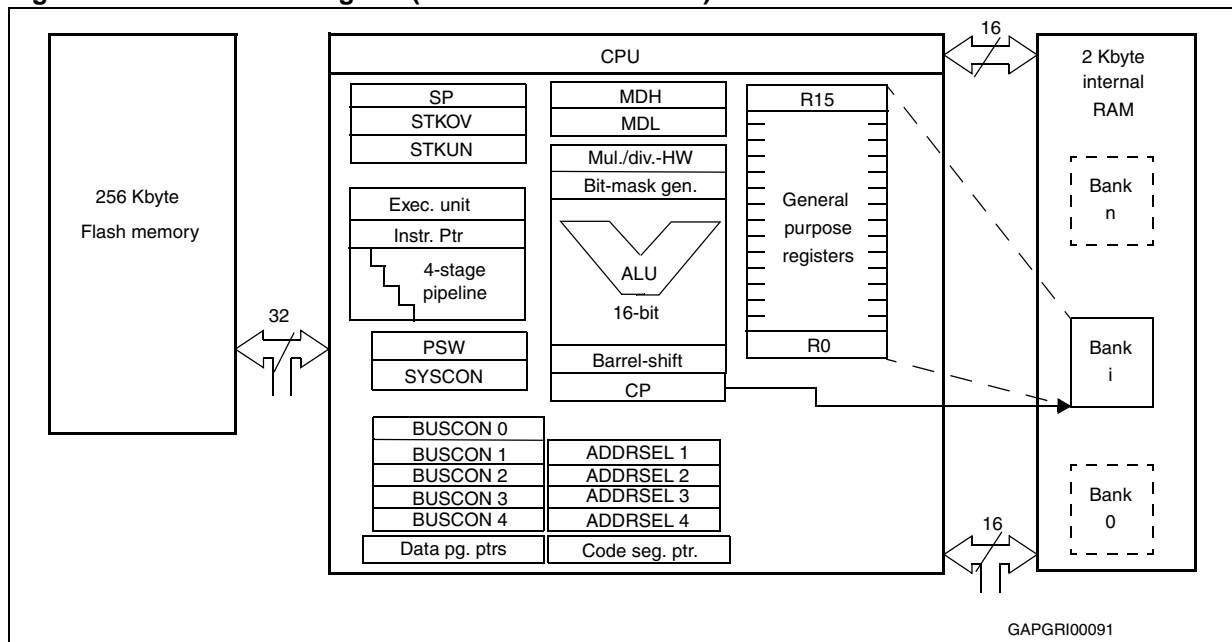 256 Kbyte
Flash memory
32
CPU
SP
STKOV
STKUN
Exec. unit
Instr. Ptr
4-stage
pipeline
PSW
SYSCON
BUSCON 0
BUSCON 1
BUSCON 2
BUSCON 3
BUSCON 4
Data pg. ptrs
MDH
MDL
Mul./div.-HW
Bit-mask gen.
ALU
16-bit
Barrel-shift
CP
ADDRSEL 1
ADDRSEL 2
ADDRSEL 3
ADDRSEL 4
Code seg. ptr.
R15
General
purpose
registers
R0
16
16
2 Kbyte
internal
RAM
Bank
n
Bank
i
Bank
0
GAPGRI00091